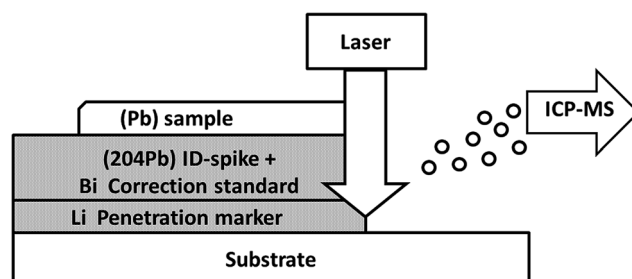 Laser
ICP-MS
(Pb) sample
(204Pb) ID-spike +
Bi Correction standard
Li Penetration marker
Substrate